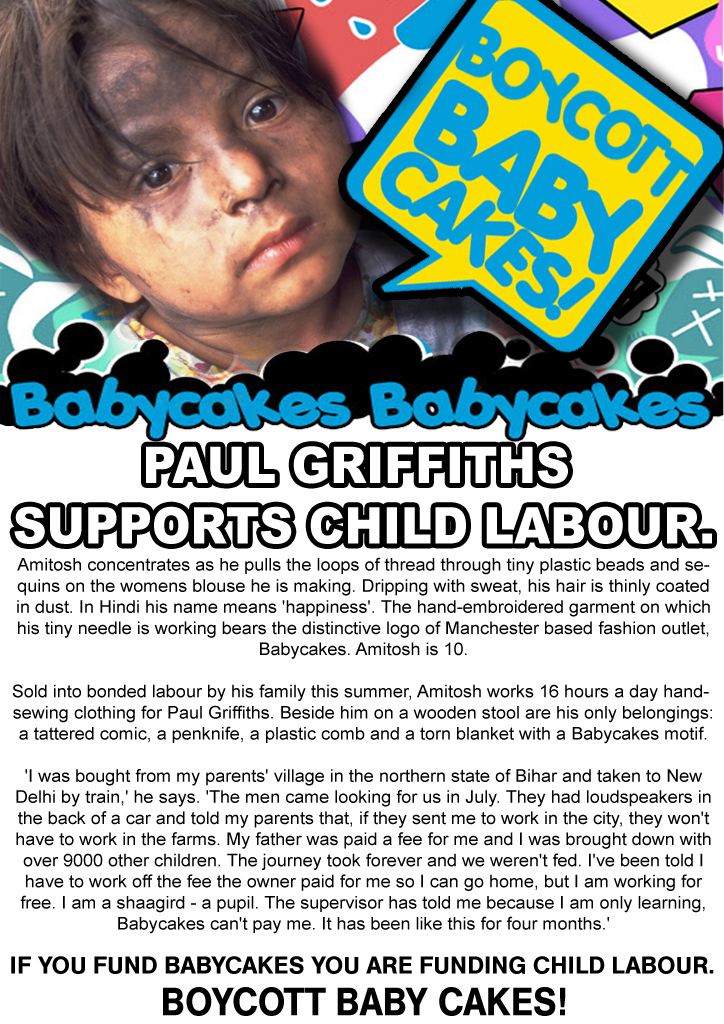 BOYCOTT
BABY
CAKES!
Babycakes Babycakes
PAUL GRIFFITHS
SUPPORTS CHILD LABOUR.
Amitosh concentrates as he pulls the loops of thread through tiny plastic beads and se-
quins on the womens blouse he is making. Dripping with sweat, his hair is thinly coated
in dust. In Hindi his name means 'happiness'. The hand-embroidered garment on which
his tiny needle is working bears the distinctive logo of Manchester based fashion outlet,
Babycakes. Amitosh is 10.
Sold into bonded labour by his family this summer, Amitosh works 16 hours a day hand-
sewing clothing for Paul Griffiths. Beside him on a wooden stool are his only belongings:
a tattered comic, a penknife, a plastic comb and a torn blanket with a Babycakes motif.
'I was bought from my parents' village in the northern state of Bihar and taken to New
Delhi by train,' he says. 'The men came looking for us in July. They had loudspeakers in
the back of a car and told my parents that, if they sent me to work in the city, they won't
have to work in the farms. My father was paid a fee for me and I was brought down with
over 9000 other children. The journey took forever and we weren't fed. I've been told I
have to work off the fee the owner paid for me so I can go home, but I am working for
free. I am a shaagird - a pupil. The supervisor has told me because I am only learning,
Babycakes can't pay me. It has been like this for four months.'
IF YOU FUND BABYCAKES YOU ARE FUNDING CHILD LABOUR.
BOYCOTT BABY CAKES!